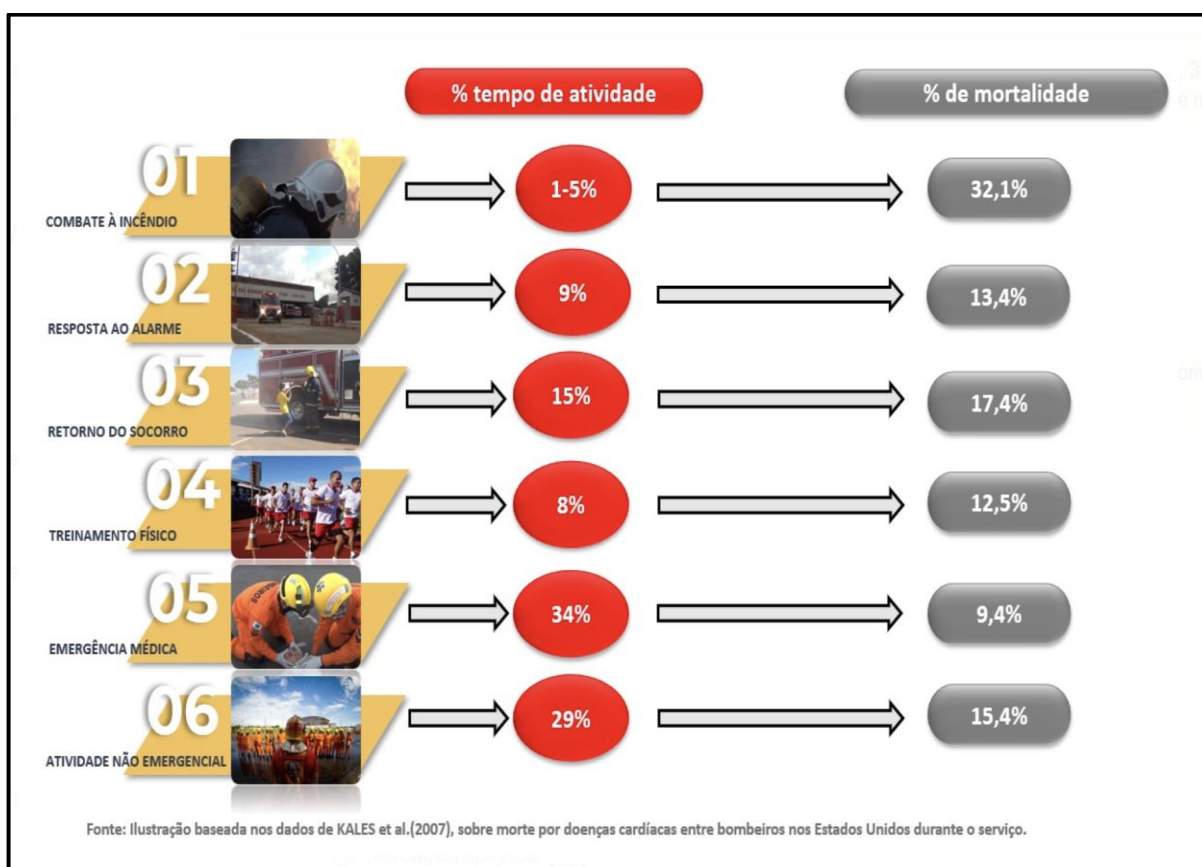 % tempo de atividade
% de mortalidade
01
COMBATE À INCÊNDIO
1-5%
32,1%
02
RESPOSTA AO ALARME
9%
13,4%
03
RETORNO DO SOCORRO
15%
17,4%
04
TREINAMENTO FÍSICO
8%
12,5%
05
EMERGÊNCIA MÉDICA
34%
9,4%
06
ATIVIDADE NÃO EMERGENCIAL
29%
15,4%
Fonte: Ilustração baseada nos dados de KALES et al.(2007), sobre morte por doenças cardíacas entre bombeiros nos Estados Unidos durante o serviço.